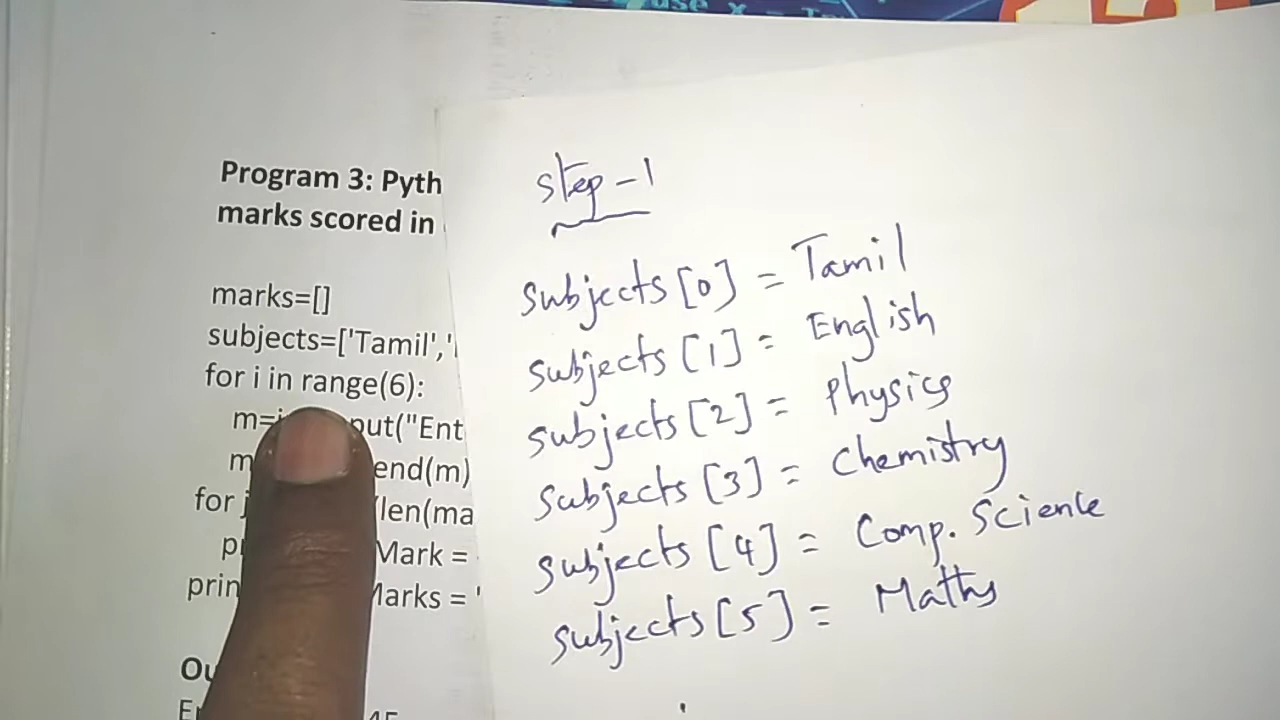 Program 3: Pyth
marks scored in
marks=[]
subjects=['Tamil','
for i in range(6):
m=i put("Ent
m end(m)
for j /len(ma
Mark =
prin Marks = '
Ou
step-1
subjects[0] = Tamil
subjects[1] = English
subjects[2] = Physics
subjects[3] = Chemistry
subjects[4] = Comp. Science
subjects[5] = Maths